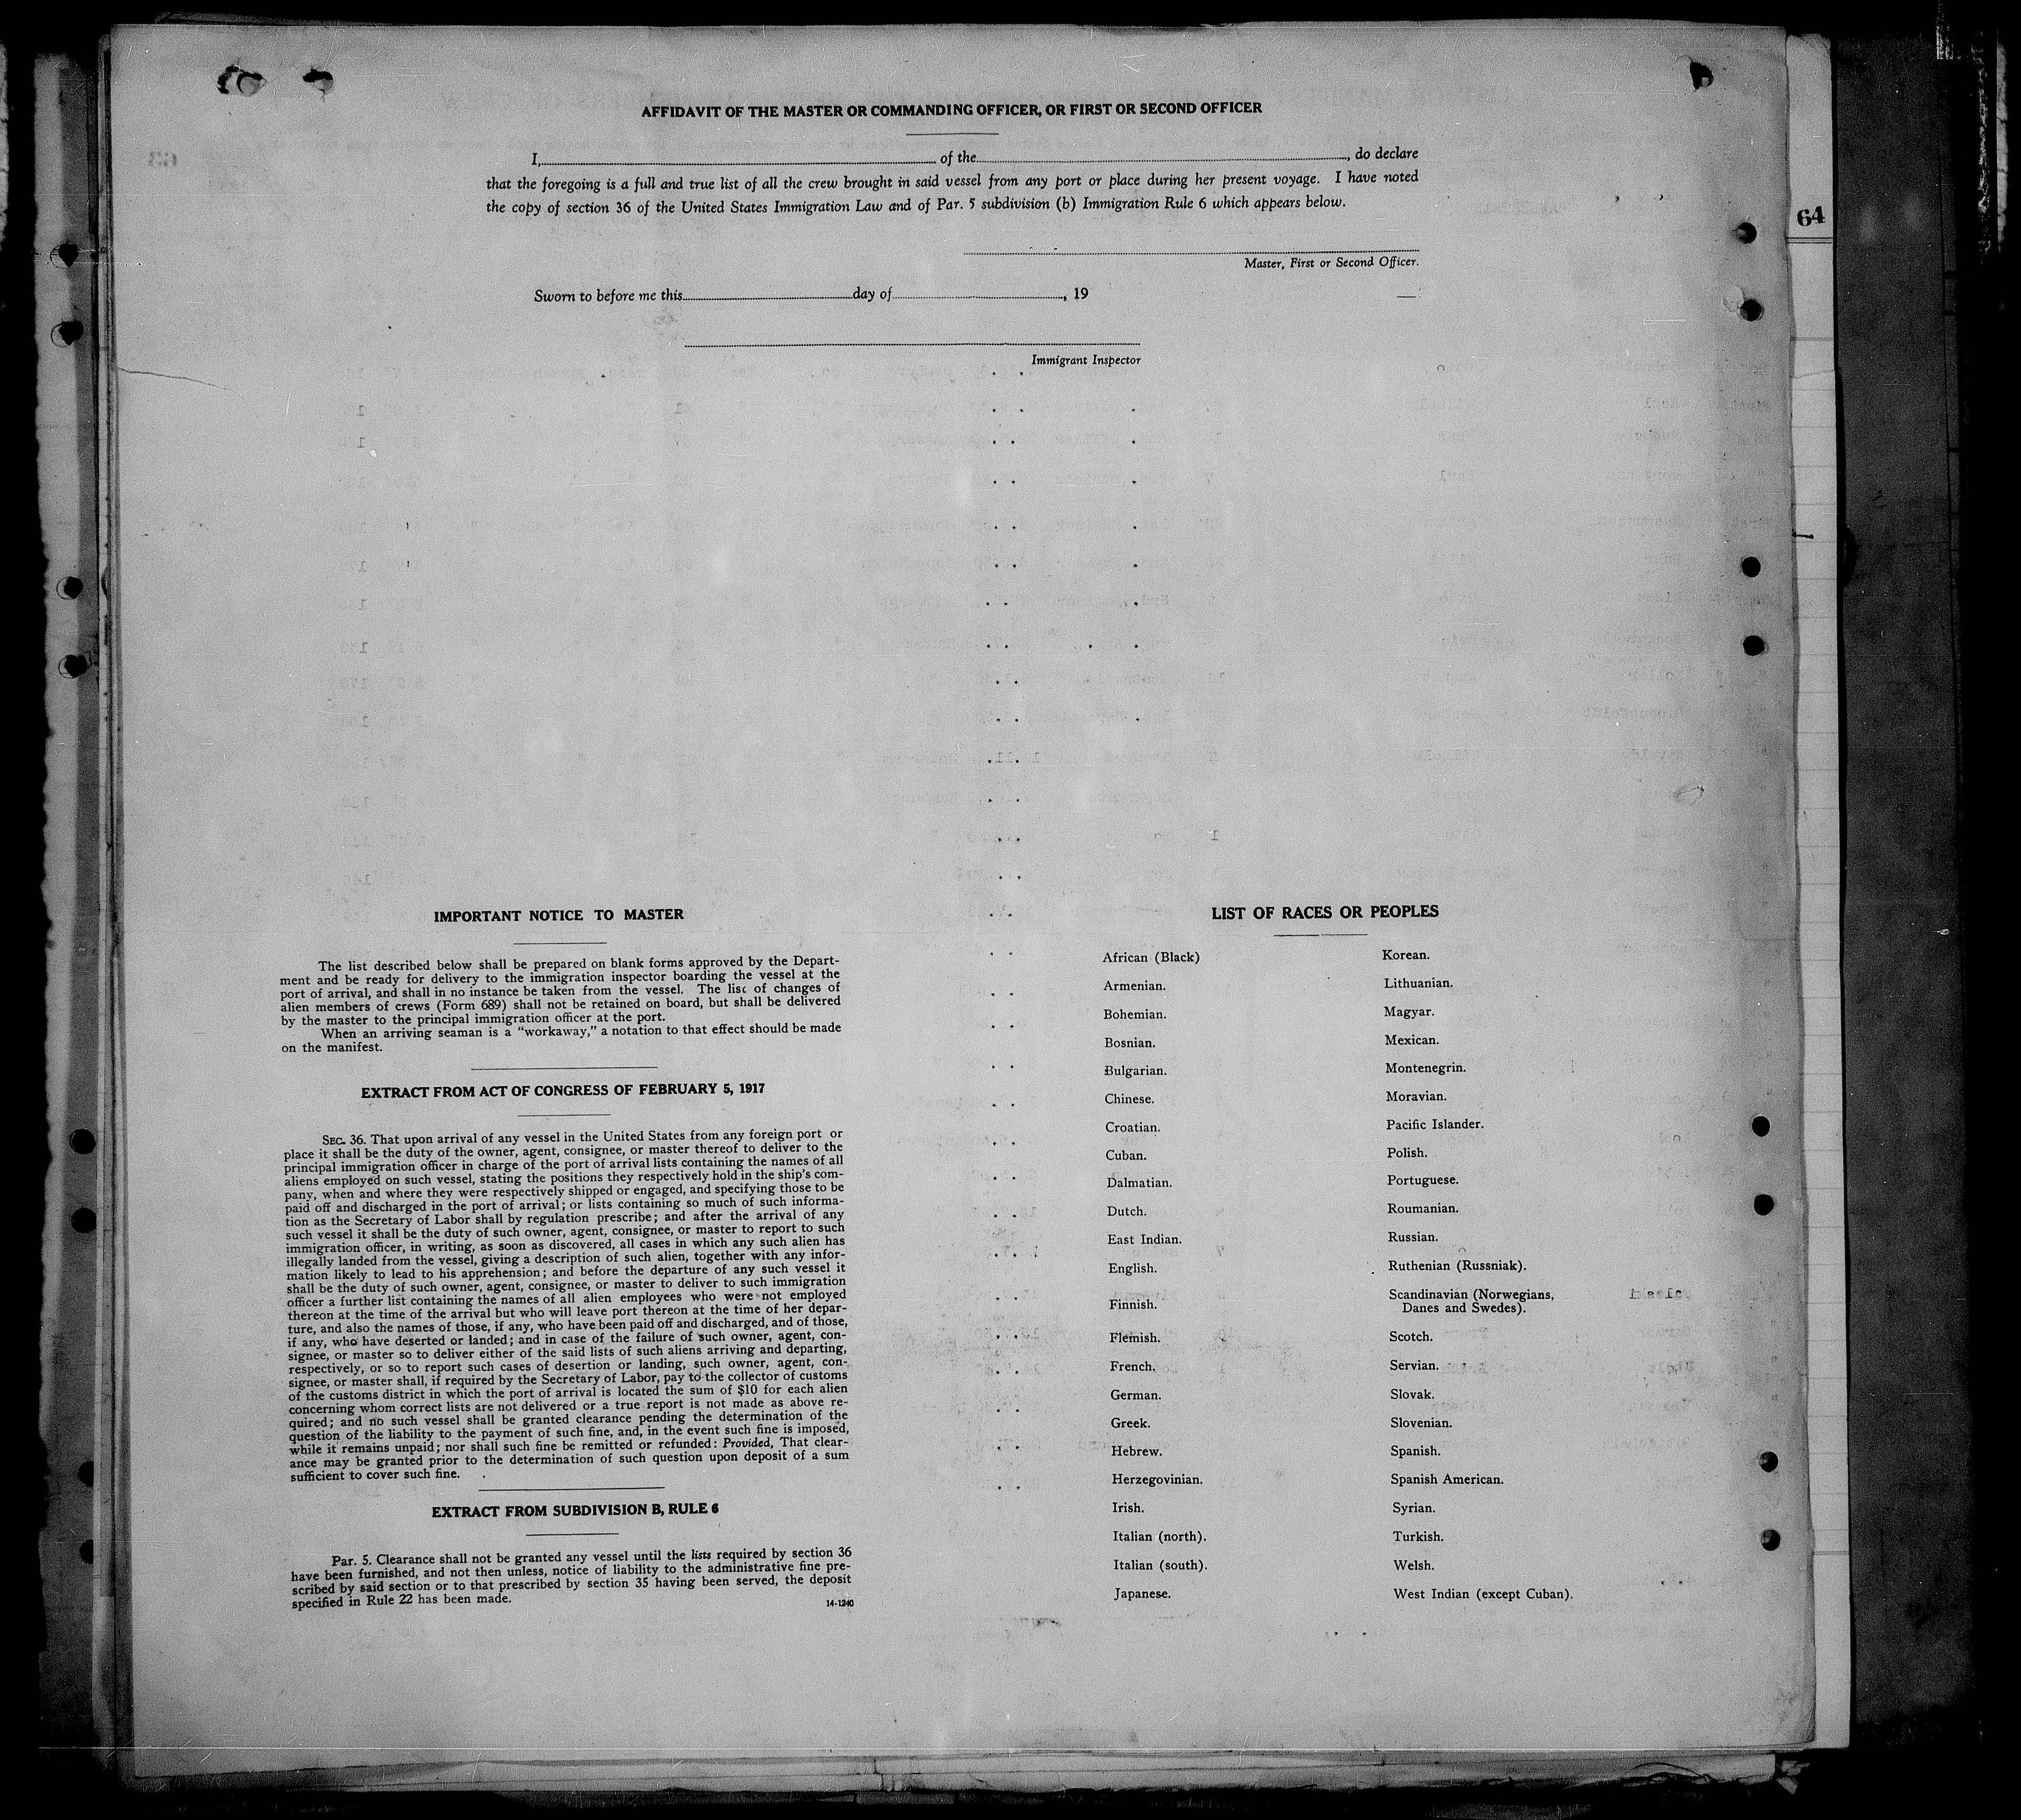 AFFIDAVIT OF THE MASTER OR COMMANDING OFFICER, OR FIRST OR SECOND OFFICER
I, of the , do declare
that the foregoing is a full and true list of all the crew brought in said vessel from any port or place during her present voyage. I have noted
the copy of section 36 of the United States Immigration Law and of Par. 5 subdivision (b) Immigration Rule 6 which appears below.
64
Master, First or Second Officer.
Sworn to before me this day of , 19
Immigrant Inspector
IMPORTANT NOTICE TO MASTER
The list described below shall be prepared on blank forms approved by the Depart-
ment and be ready for delivery to the immigration inspector boarding the vessel at the
port of arrival, and shall in no instance be taken from the vessel. The list of changes of
alien members of crews (Form 689) shall not be retained on board, but shall be delivered
by the master to the principal immigration officer at the port.
When an arriving seaman is a “workaway,” a notation to that effect should be made
on the manifest.
EXTRACT FROM ACT OF CONGRESS OF FEBRUARY 5, 1917
SEC. 36. That upon arrival of any vessel in the United States from any foreign port or
place it shall be the duty of the owner, agent, consignee, or master thereof to deliver to the
principal immigration officer in charge of the port of arrival lists containing the names of all
aliens employed on such vessel, stating the positions they respectively hold in the ship's com-
pany, when and where they were respectively shipped or engaged, and specifying those to be
paid off and discharged in the port of arrival; or lists containing so much of such informa-
tion as the Secretary of Labor shall by regulation prescribe; and after the arrival of any
such vessel it shall be the duty of such owner, agent, consignee, or master to report to such
immigration officer, in writing, as soon as discovered, all cases in which any such alien has
illegally landed from the vessel, giving a description of such alien, together with any infor-
mation likely to lead to his apprehension; and before the departure of any such vessel it
shall be the duty of such owner, agent, consignee, or master to deliver to such immigration
officer a further list containing the names of all alien employees who were not employed
thereon at the time of the arrival but who will leave port thereon at the time of her depar-
ture, and also the names of those, if any, who have been paid off and discharged, and of those,
if any, who have deserted or landed; and in case of the failure of such owner, agent, con-
signee, or master so to deliver either of the said lists of such aliens arriving and departing,
respectively, or so to report such cases of desertion or landing, such owner, agent, con-
signee, or master shall, if required by the Secretary of Labor, pay to the collector of customs
of the customs district in which the port of arrival is located the sum of $10 for each alien
concerning whom correct lists are not delivered or a true report is not made as above re-
quired; and no such vessel shall be granted clearance pending the determination of the
question of the liability to the payment of such fine, and, in the event such fine is imposed,
while it remains unpaid; nor shall such fine be remitted or refunded: Provided, That clear-
ance may be granted prior to the determination of such question upon deposit of a sum
sufficient to cover such fine.
EXTRACT FROM SUBDIVISION B, RULE 6
Par. 5. Clearance shall not be granted any vessel until the lists required by section 36
have been furnished, and not then unless, notice of liability to the administrative fine pre-
scribed by said section or to that prescribed by section 35 having been served, the deposit
specified in Rule 22 has been made.
14-1240
LIST OF RACES OR PEOPLES
African (Black)
Armenian.
Bohemian.
Bosnian.
Bulgarian.
Chinese.
Croatian.
Cuban.
Dalmatian.
Dutch.
East Indian.
English.
Finnish.
Flemish.
French.
German.
Greek.
Hebrew.
Herzegovinian.
Irish.
Italian (north).
Italian (south).
Japanese.
Korean.
Lithuanian.
Magyar.
Mexican.
Montenegrin.
Moravian.
Pacific Islander.
Polish.
Portuguese.
Roumanian.
Russian.
Ruthenian (Russniak).
Scandinavian (Norwegians,
Danes and Swedes).
Scotch.
Servian.
Slovak.
Slovenian.
Spanish.
Spanish American.
Syrian.
Turkish.
Welsh.
West Indian (except Cuban).